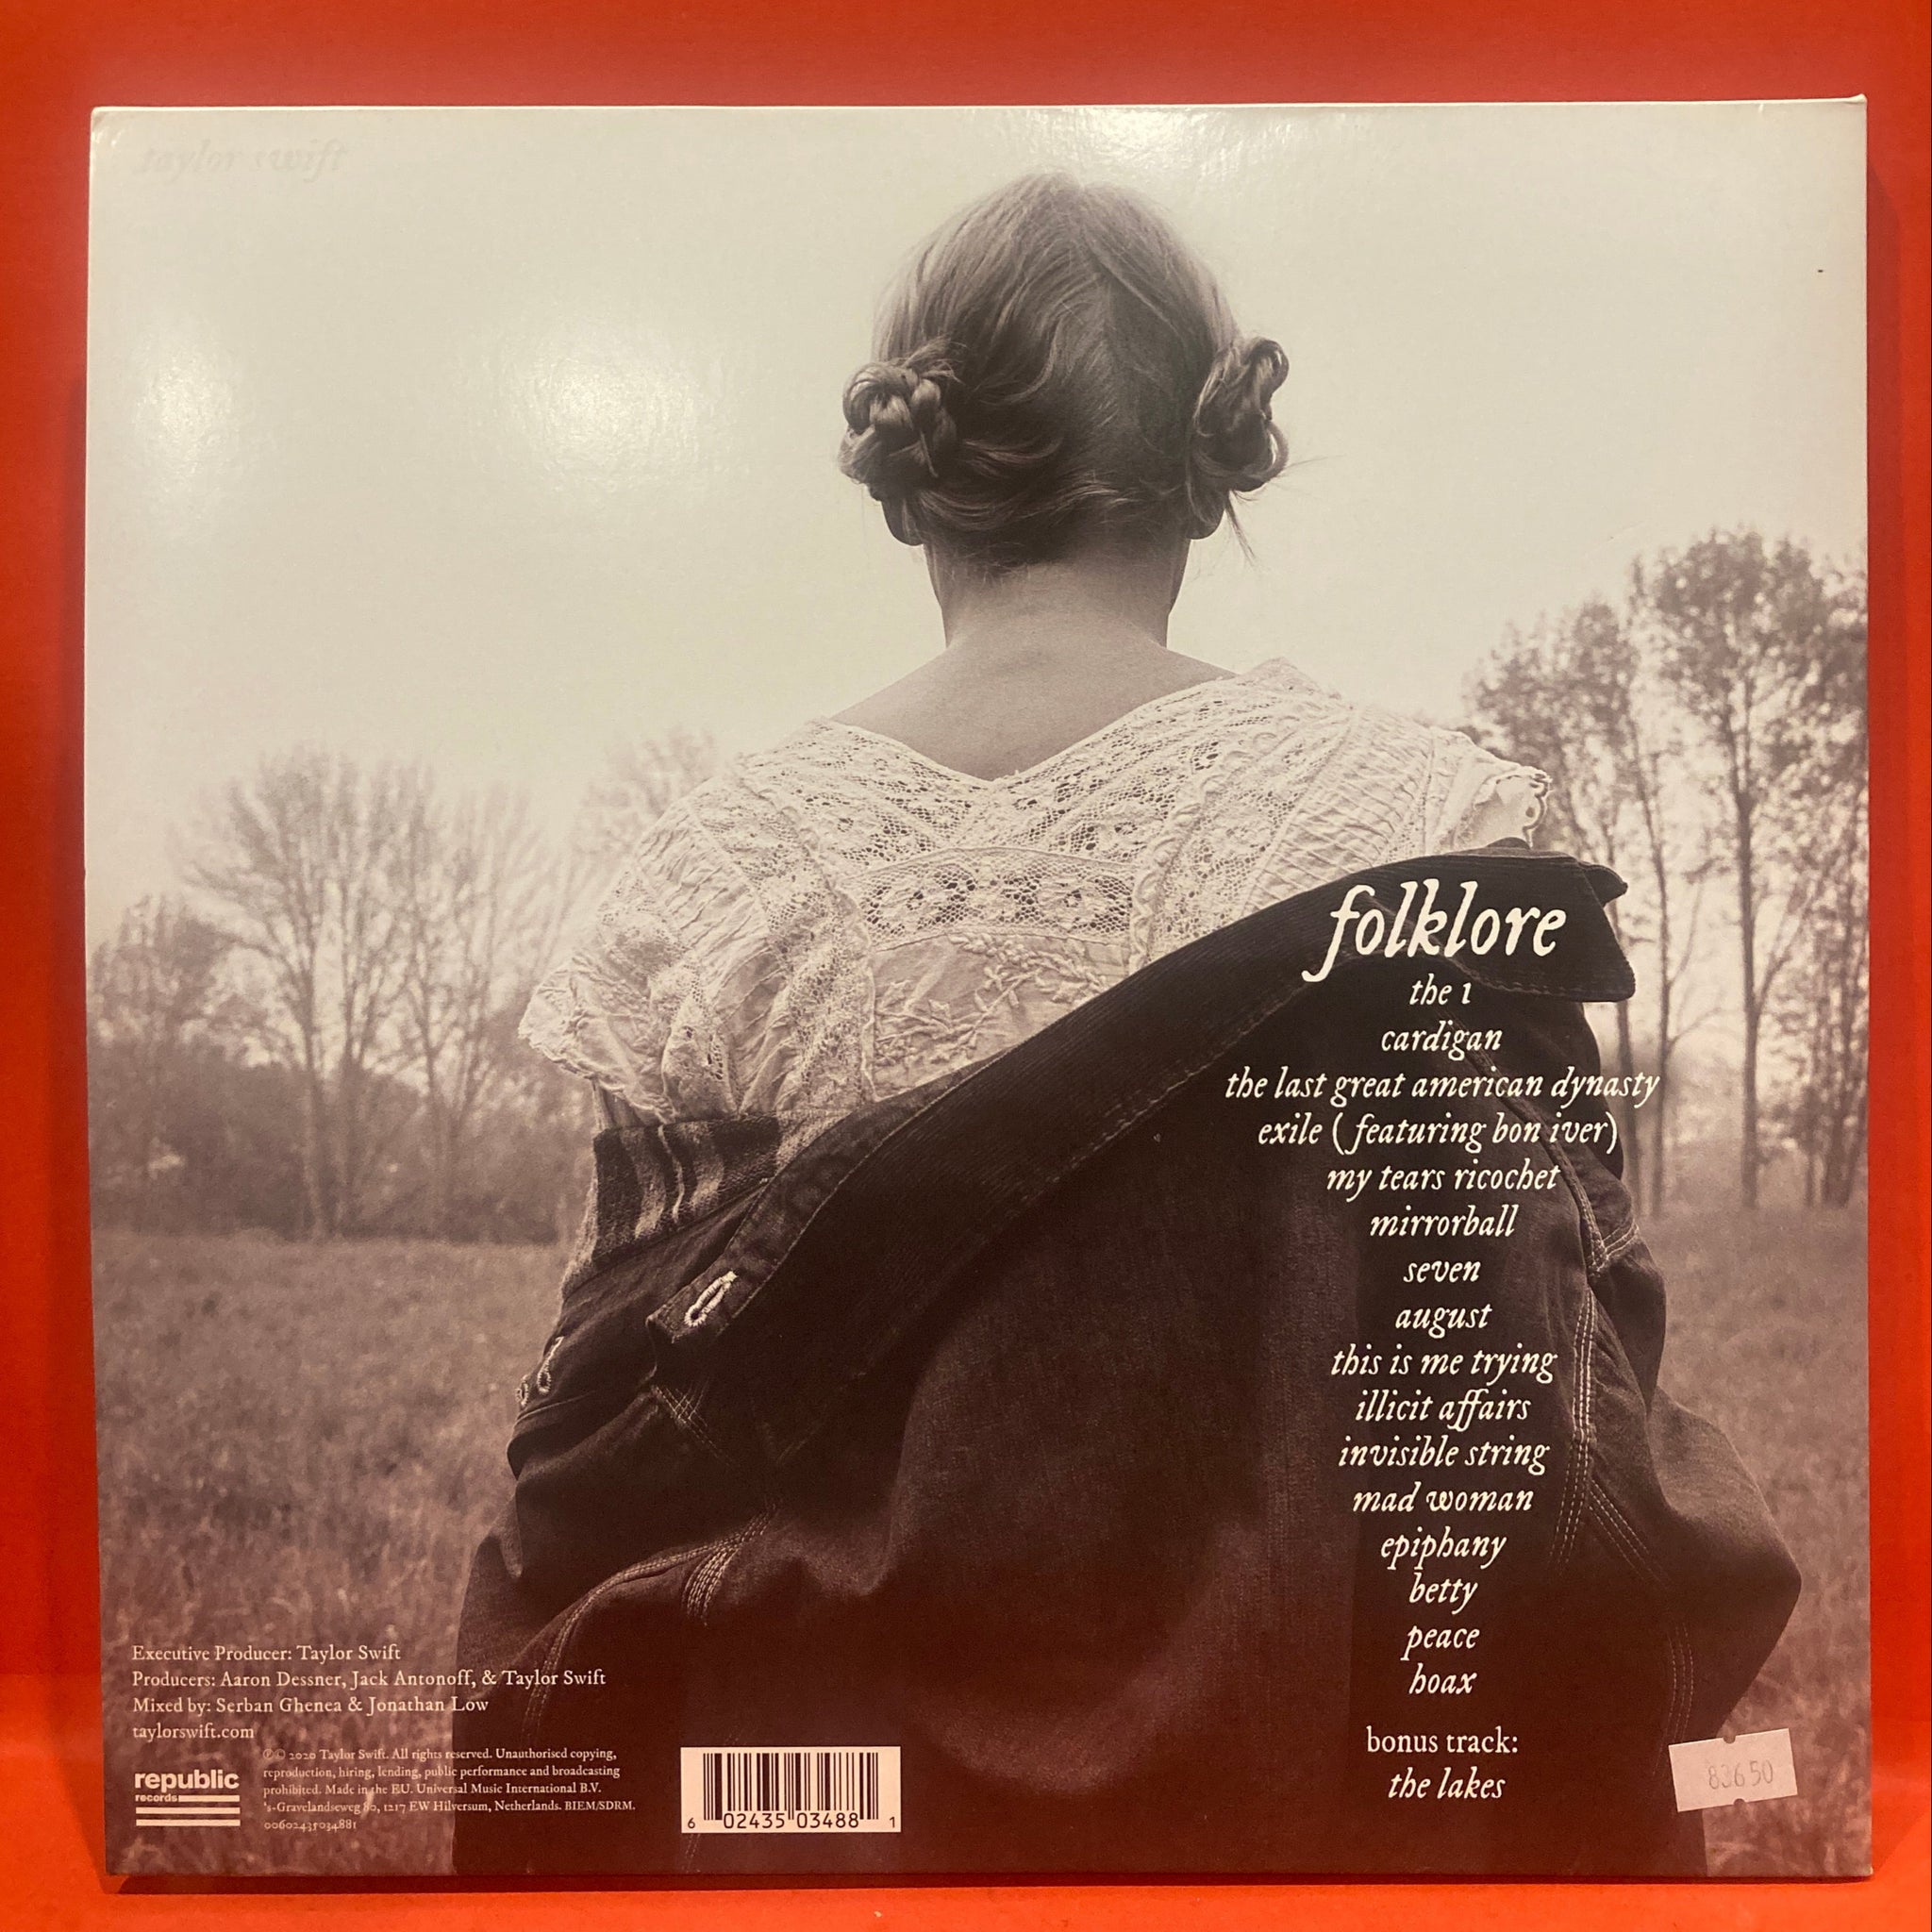 taylor swift
folklore
the 1
cardigan
the last great american dynasty
exile (featuring bon iver)
my tears ricochet
mirrorball
seven
august
this is me trying
illicit affairs
invisible string
mad woman
epiphany
betty
peace
hoax
bonus track:
the lakes
Executive Producer: Taylor Swift
Producers: Aaron Dessner, Jack Antonoff, & Taylor Swift
Mixed by: Serban Ghenea & Jonathan Low
taylorswift.com
republic
records
℗© 2020 Taylor Swift. All rights reserved. Unauthorised copying,
reproduction, hiring, lending, public performance and broadcasting
prohibited. Made in the EU. Universal Music International B.V.
's-Gravelandseweg 80, 1217 EW Hilversum, Netherlands. BIEM/SDRM.
00602435034881
6 02435 03488 1
83650